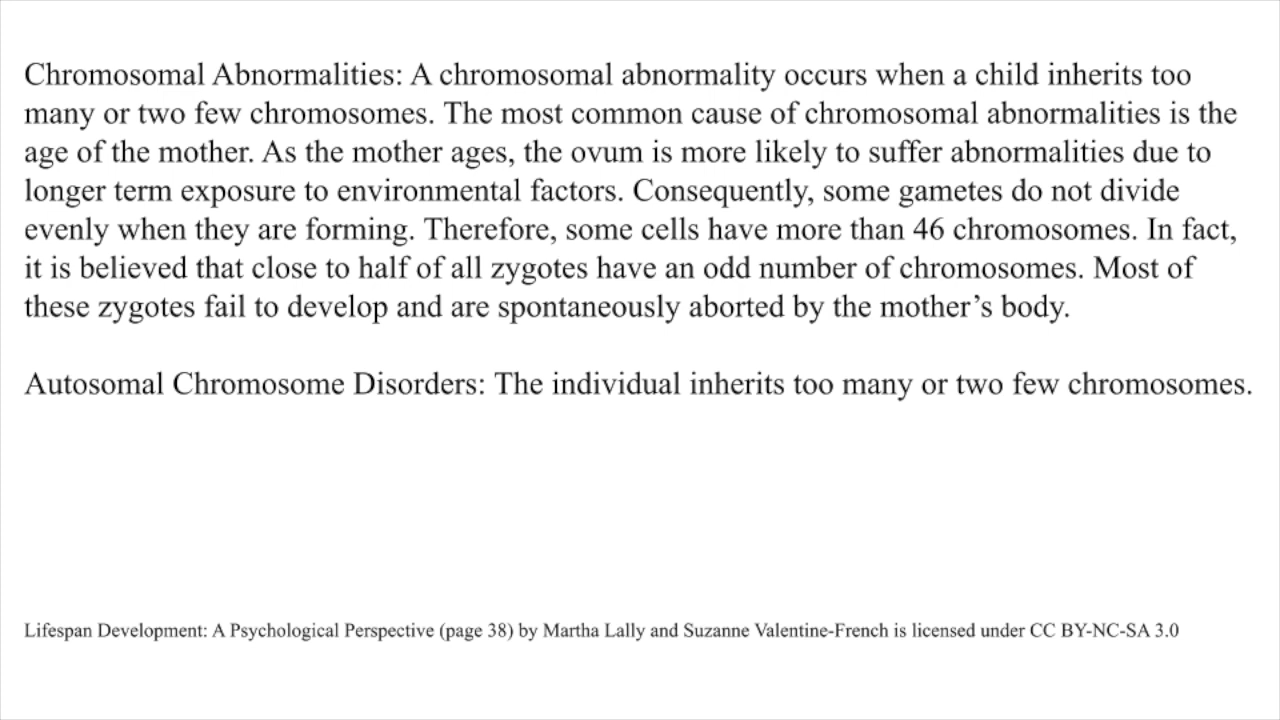 Chromosomal Abnormalities: A chromosomal abnormality occurs when a child inherits too
many or two few chromosomes. The most common cause of chromosomal abnormalities is the
age of the mother. As the mother ages, the ovum is more likely to suffer abnormalities due to
longer term exposure to environmental factors. Consequently, some gametes do not divide
evenly when they are forming. Therefore, some cells have more than 46 chromosomes. In fact,
it is believed that close to half of all zygotes have an odd number of chromosomes. Most of
these zygotes fail to develop and are spontaneously aborted by the mother’s body.
Autosomal Chromosome Disorders: The individual inherits too many or two few chromosomes.
Lifespan Development: A Psychological Perspective (page 38) by Martha Lally and Suzanne Valentine-French is licensed under CC BY-NC-SA 3.0